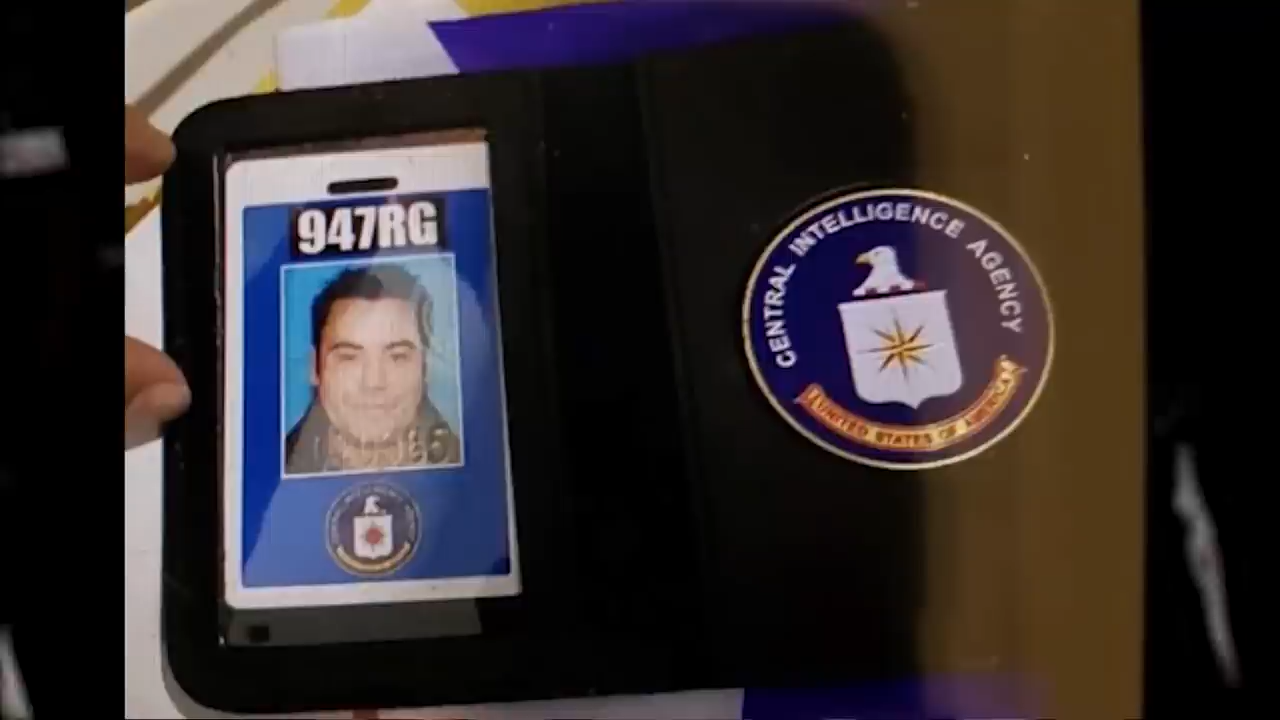 947RG
CENTRAL INTELLIGENCE AGENCY
UNITED STATES OF AMERICA